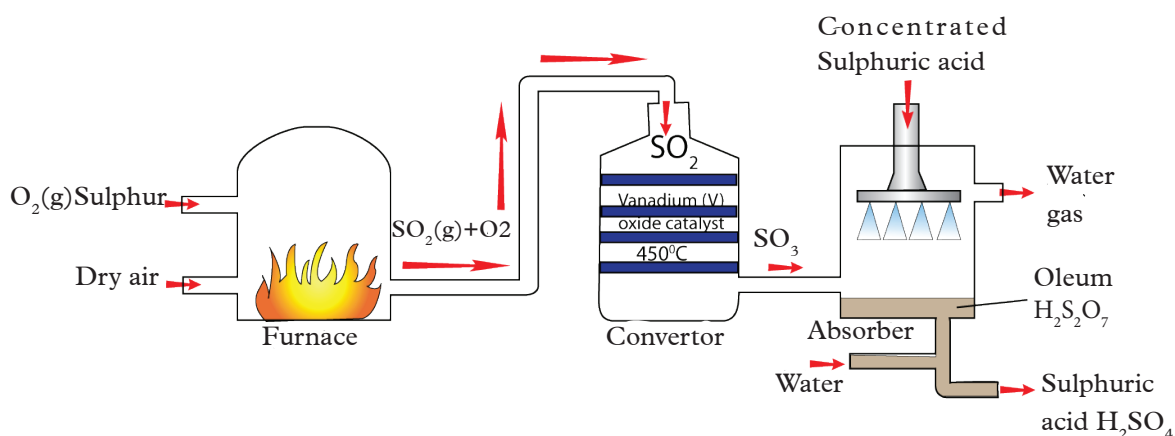 Concentrated
Sulphuric acid
O₂(g)Sulphur
Dry air
SO₂(g)+O2
Furnace
SO₂
Vanadium (V)
oxide catalyst
450⁰C
Convertor
SO₃
Water
gas
Oleum
H₂S₂O₇
Absorber
Water
Sulphuric
acid H₂SO₄